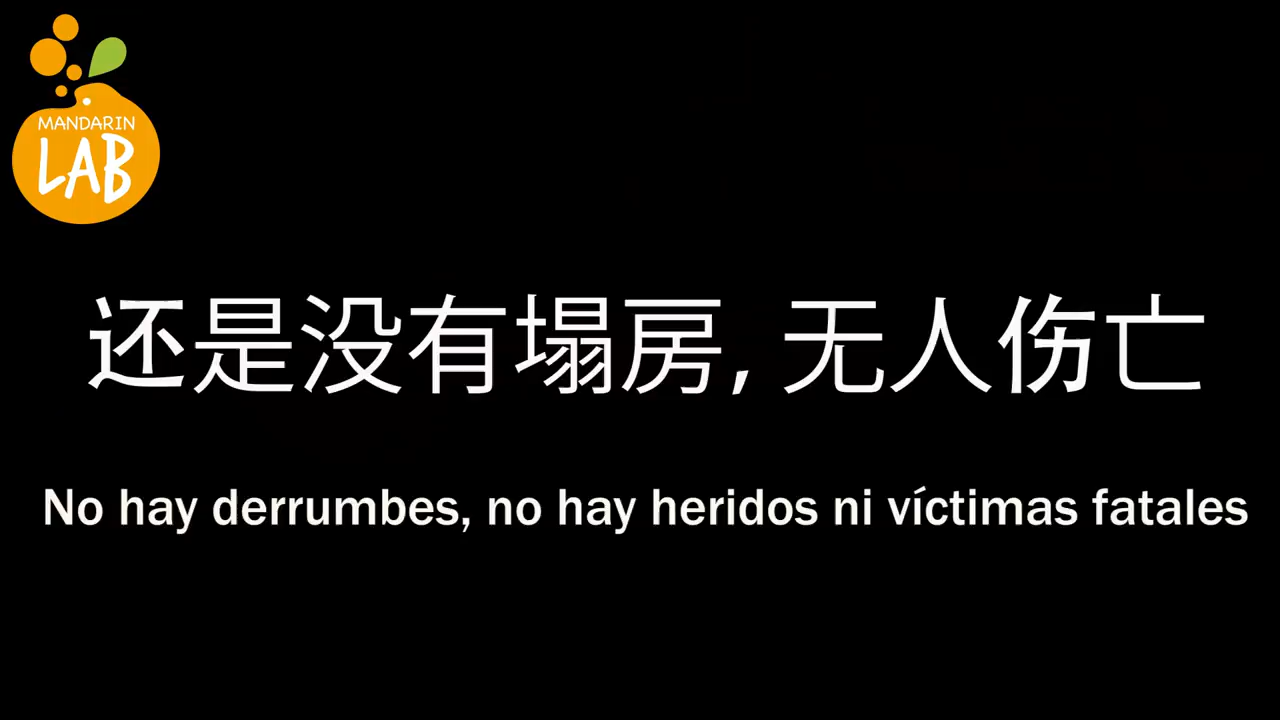 MANDARIN
LAB
还是没有塌房, 无人伤亡
No hay derrumbes, no hay heridos ni víctimas fatales